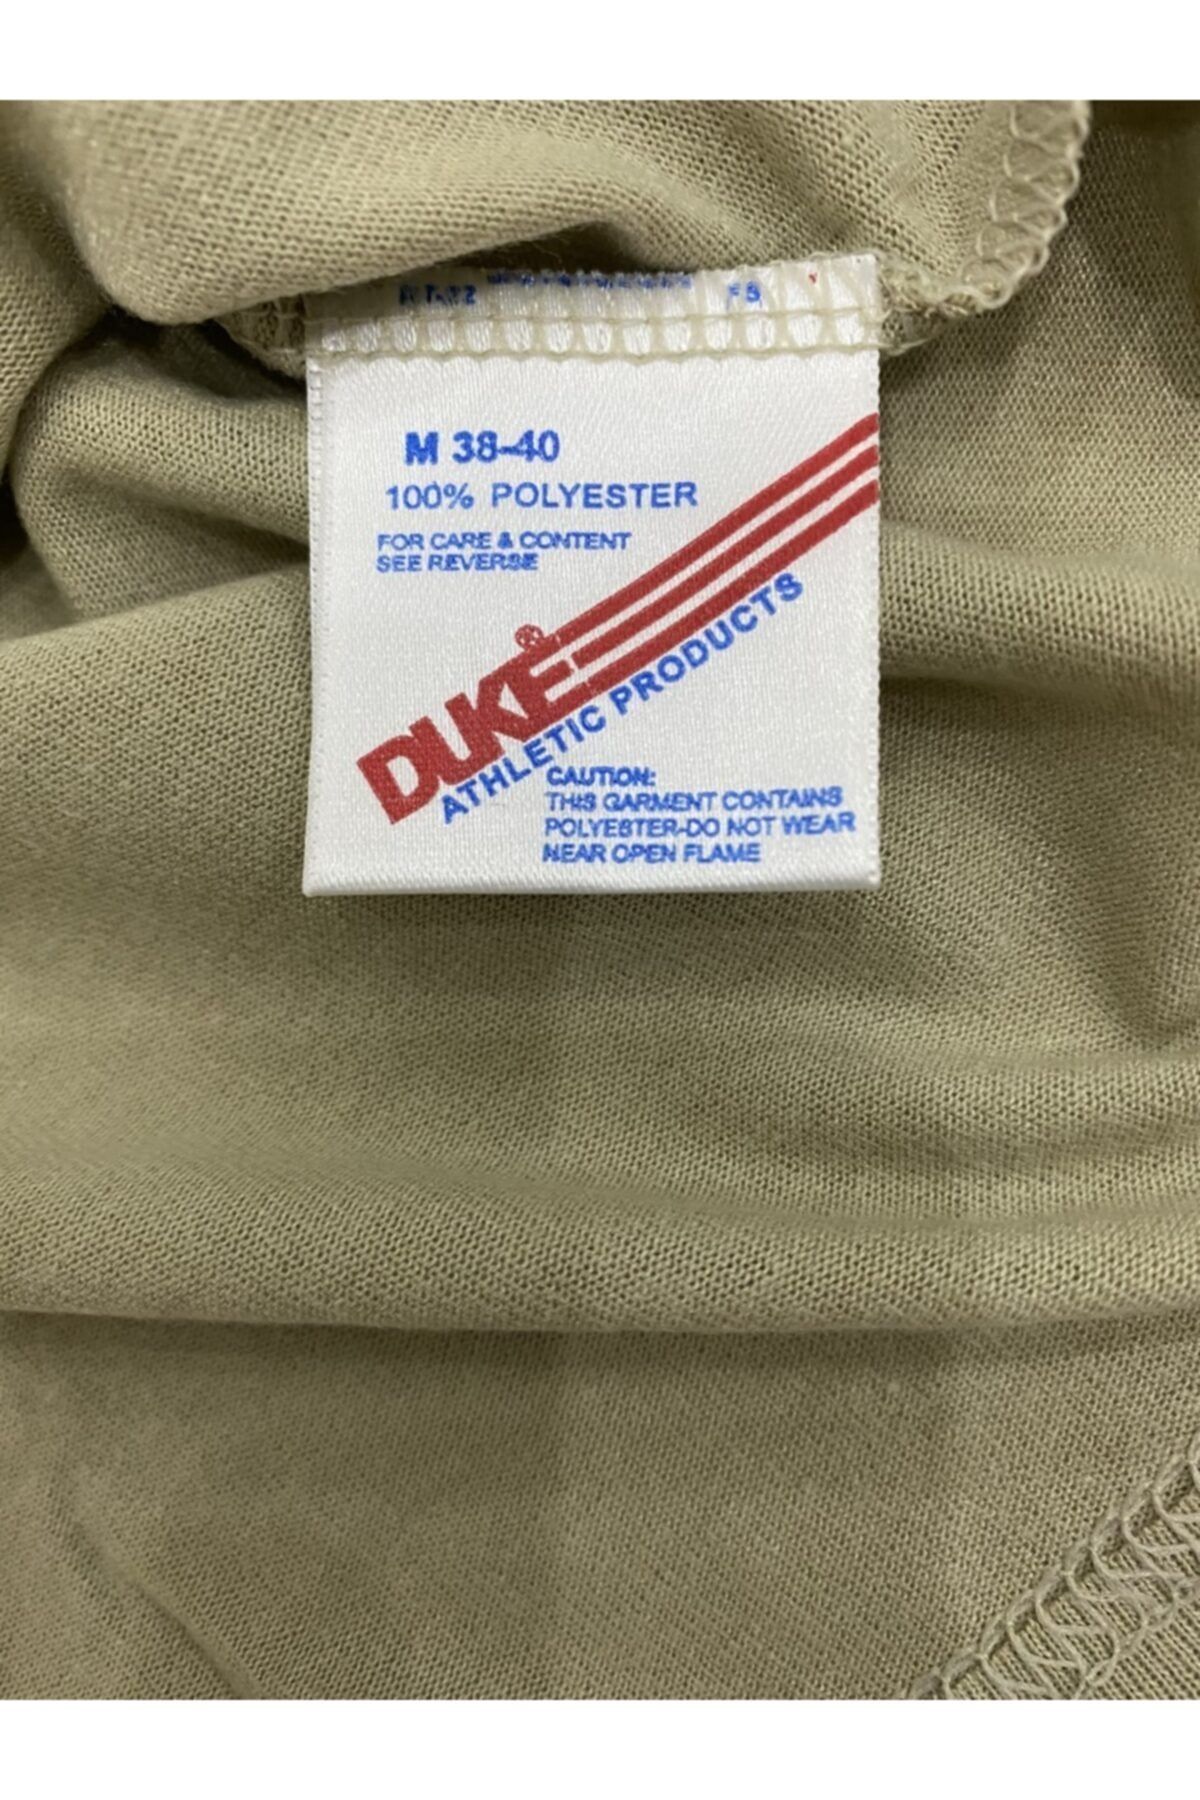 M 38-40
100% POLYESTER
FOR CARE & CONTENT
SEE REVERSE
DUKE®
ATHLETIC PRODUCTS
CAUTION:
THIS GARMENT CONTAINS
POLYESTER-DO NOT WEAR
NEAR OPEN FLAME